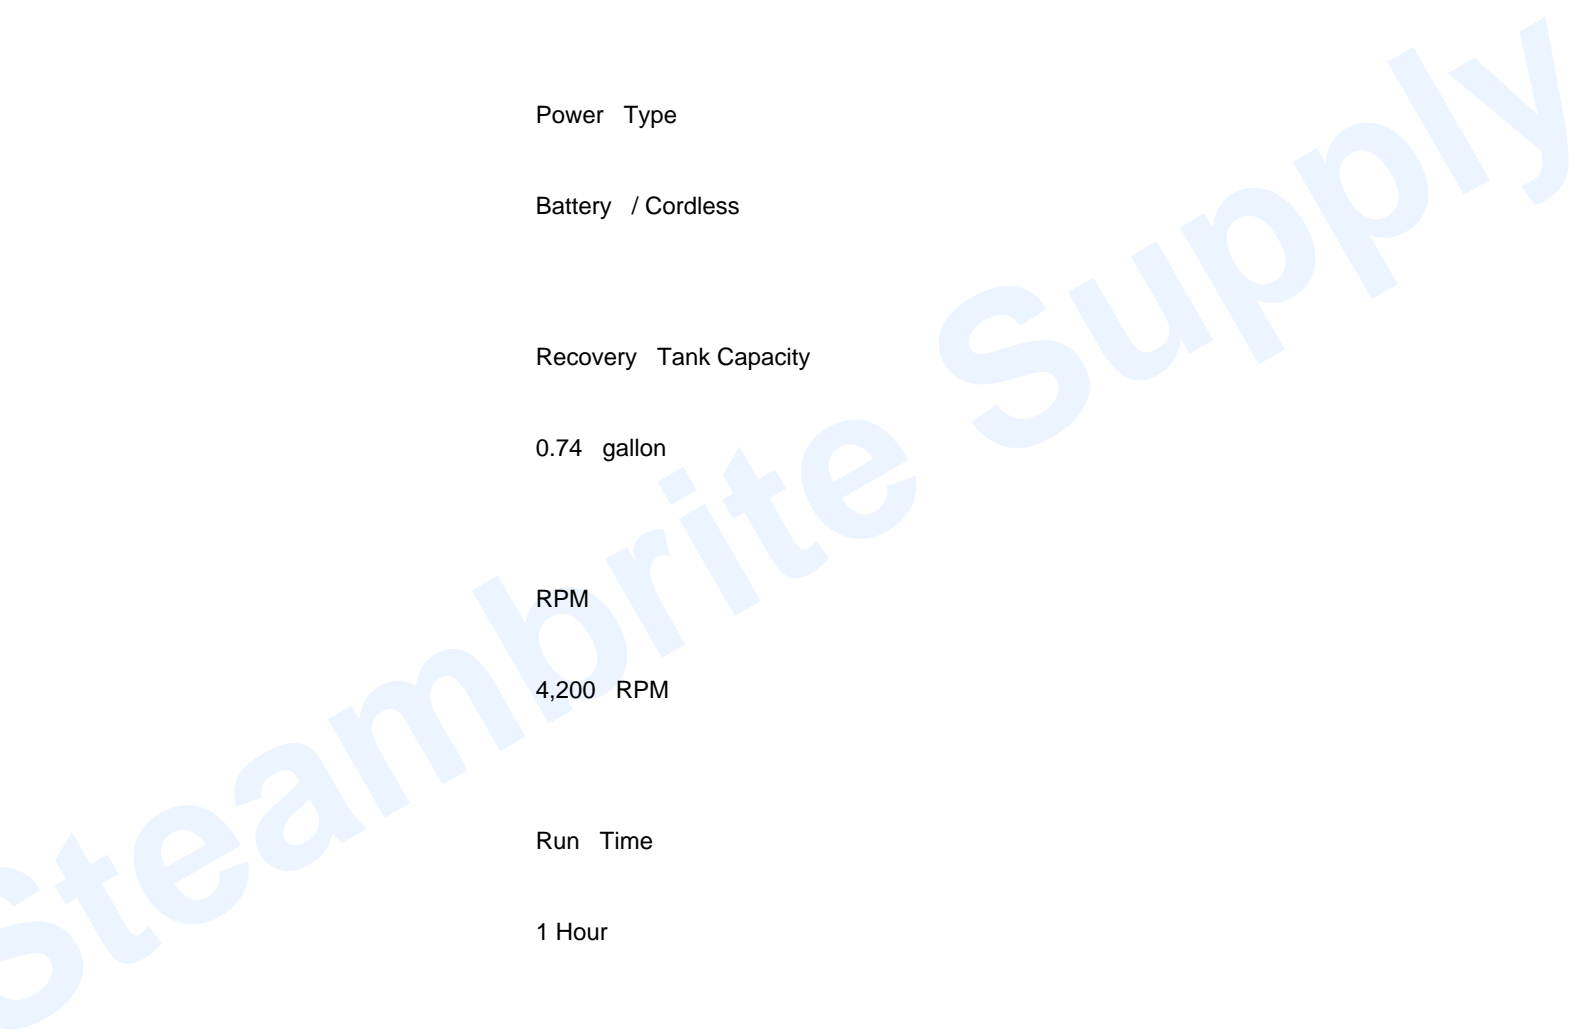 Power Type
Battery / Cordless
Recovery Tank Capacity
0.74 gallon
RPM
4,200 RPM
Run Time
1 Hour
Steambrite Supply